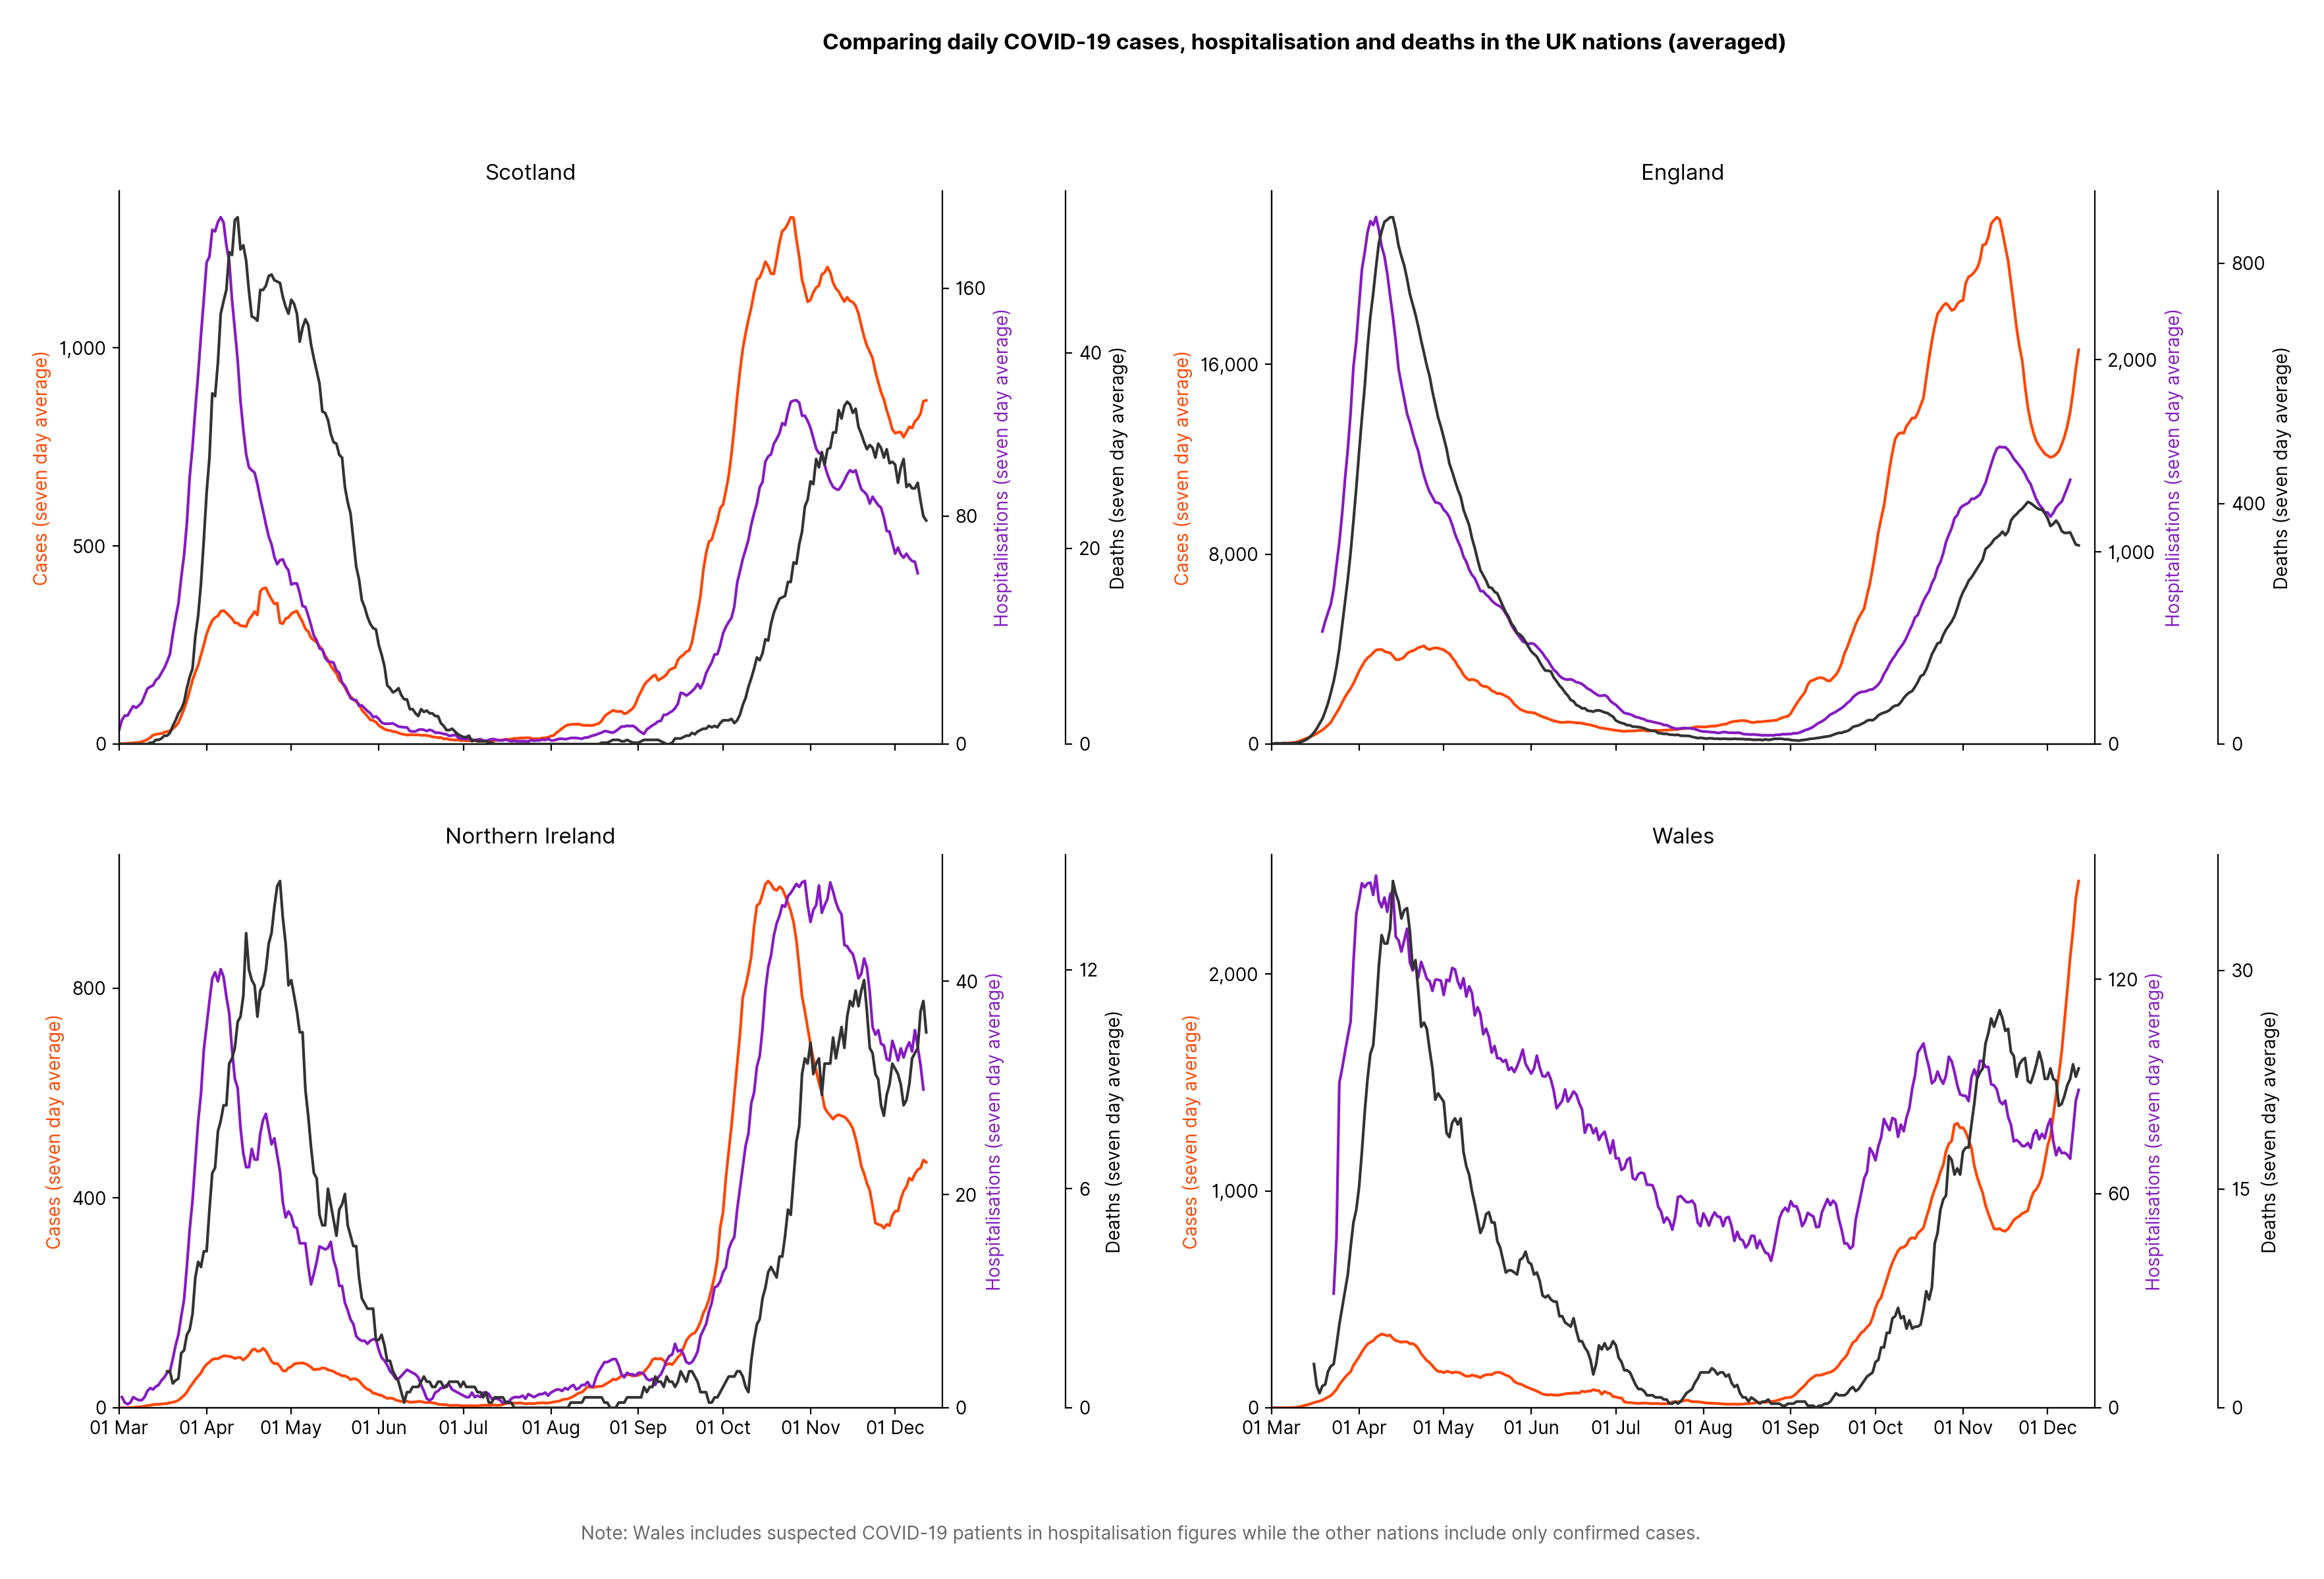 Comparing daily COVID-19 cases, hospitalisation and deaths in the UK nations (averaged)
Scotland
Cases (seven day average)
1,000
500
0
160
80
0
Hospitalisations (seven day average)
40
20
0
Deaths (seven day average)
England
Cases (seven day average)
16,000
8,000
0
2,000
1,000
0
Hospitalisations (seven day average)
800
400
0
Deaths (seven day average)
Northern Ireland
Cases (seven day average)
800
400
0
01 Mar 01 Apr 01 May 01 Jun 01 Jul 01 Aug 01 Sep 01 Oct 01 Nov 01 Dec
40
20
0
Hospitalisations (seven day average)
12
6
0
Deaths (seven day average)
Wales
Cases (seven day average)
2,000
1,000
0
01 Mar 01 Apr 01 May 01 Jun 01 Jul 01 Aug 01 Sep 01 Oct 01 Nov 01 Dec
120
60
0
Hospitalisations (seven day average)
30
15
0
Deaths (seven day average)
Note: Wales includes suspected COVID-19 patients in hospitalisation figures while the other nations include only confirmed cases.